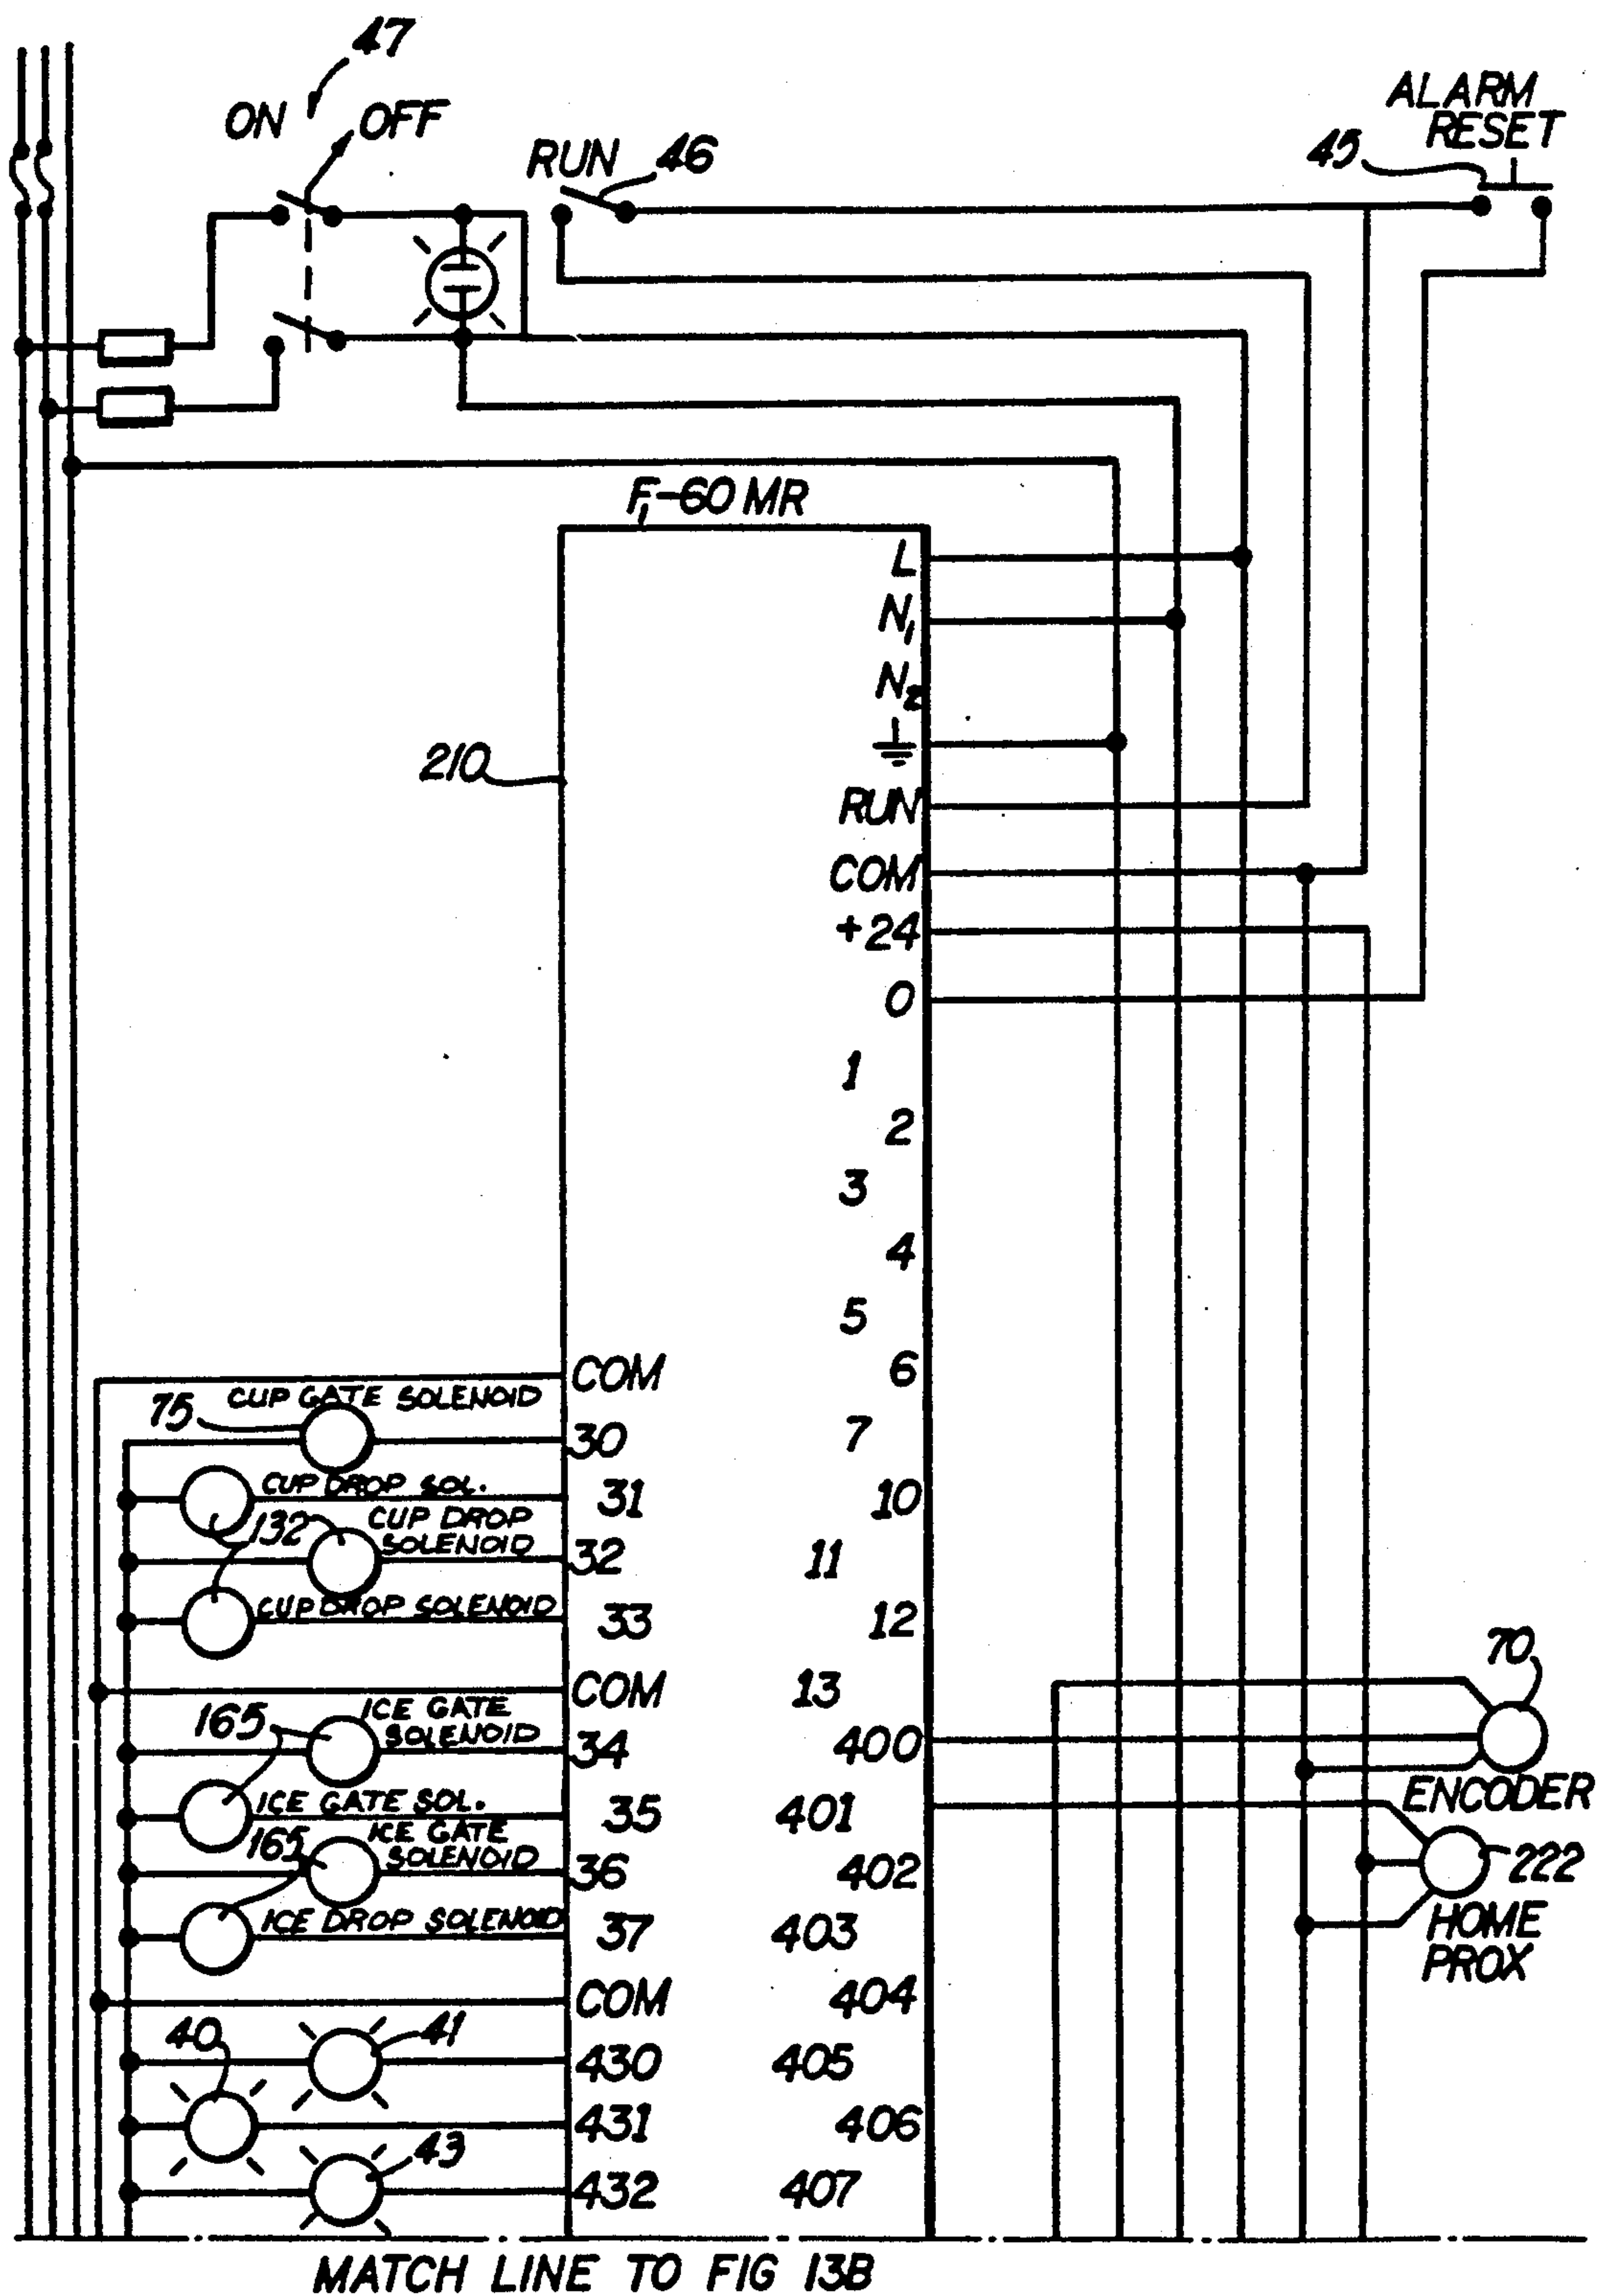 47
ON OFF
RUN 46
ALARM
RESET
45
F1-60 MR
L
N1
N2
210
RUN
COM
+24
0
1
2
3
4
5
6
7
10
11
12
13
400
401
402
403
404
405
406
407
COM
75 CUP GATE SOLENOID
30
CUP DROP SOL.
31
132
CUP DROP
SOLENOID
32
CUP DROP SOLENOID
33
COM
165
ICE GATE
SOLENOID
34
ICE GATE SOL.
35
165
ICE GATE
SOLENOID
36
ICE DROP SOLENOID
37
COM
40
41
430
431
43
432
70
ENCODER
222
HOME
PROX
MATCH LINE TO FIG 13B